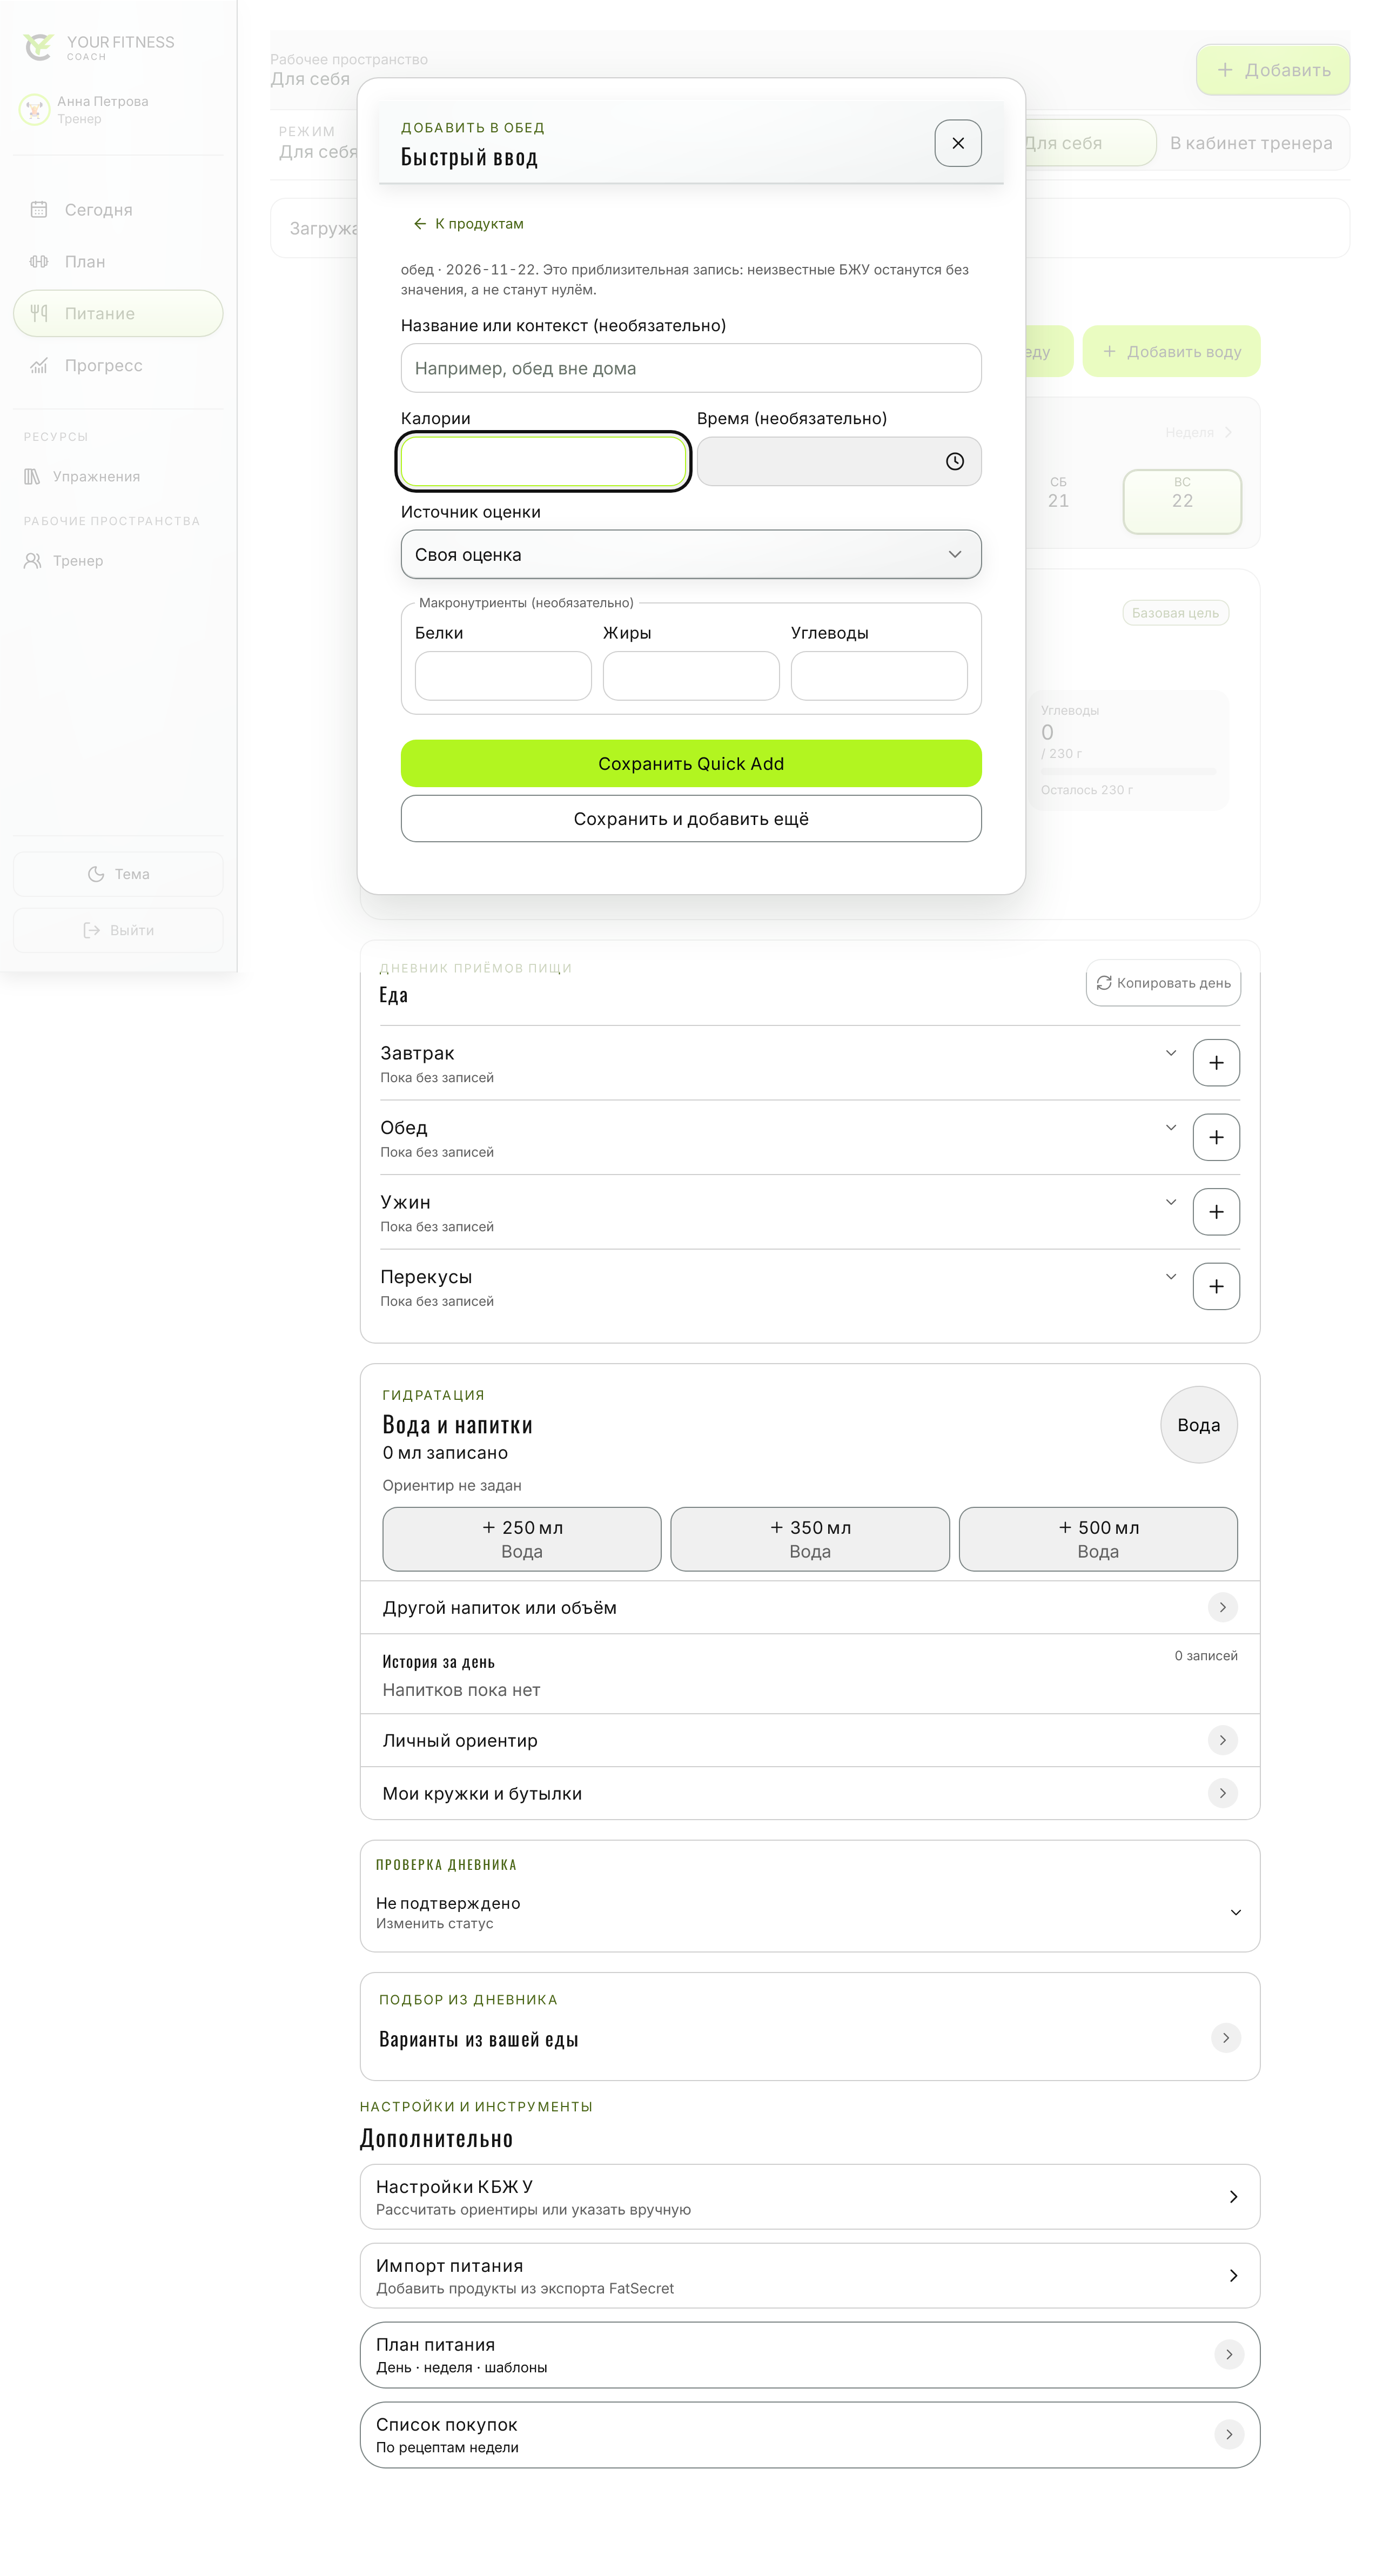 YOUR FITNESS
COACH
Анна Петрова
Тренер
Сегодня
План
Питание
Прогресс
РЕСУРСЫ
Упражнения
РАБОЧИЕ ПРОСТРАНСТВА
Тренер
Тема
Выйти
Рабочее пространство
Для себя
Добавить
РЕЖИМ
Для себя
Для себя
В кабинет тренера
Добавить воду
Неделя
СБ
21
ВС
22
Базовая цель
Углеводы
0
/ 230 г
Осталось 230 г
ДОБАВИТЬ В ОБЕД
Быстрый ввод
К продуктам
обед · 2026-11-22. Это приблизительная запись: неизвестные БЖУ останутся без
значения, а не станут нулём.
Название или контекст (необязательно)
Например, обед вне дома
Калории
Время (необязательно)
Источник оценки
Своя оценка
Макронутриенты (необязательно)
Белки
Жиры
Углеводы
Сохранить Quick Add
Сохранить и добавить ещё
ДНЕВНИК ПРИЁМОВ ПИЩИ
Еда
Копировать день
Завтрак
Пока без записей
Обед
Пока без записей
Ужин
Пока без записей
Перекусы
Пока без записей
ГИДРАТАЦИЯ
Вода и напитки
0 мл записано
Вода
Ориентир не задан
+ 250 мл
Вода
+ 350 мл
Вода
+ 500 мл
Вода
Другой напиток или объём
История за день
0 записей
Напитков пока нет
Личный ориентир
Мои кружки и бутылки
ПРОВЕРКА ДНЕВНИКА
Не подтверждено
Изменить статус
ПОДБОР ИЗ ДНЕВНИКА
Варианты из вашей еды
НАСТРОЙКИ И ИНСТРУМЕНТЫ
Дополнительно
Настройки КБЖУ
Рассчитать ориентиры или указать вручную
Импорт питания
Добавить продукты из экспорта FatSecret
План питания
День · неделя · шаблоны
Список покупок
По рецептам недели